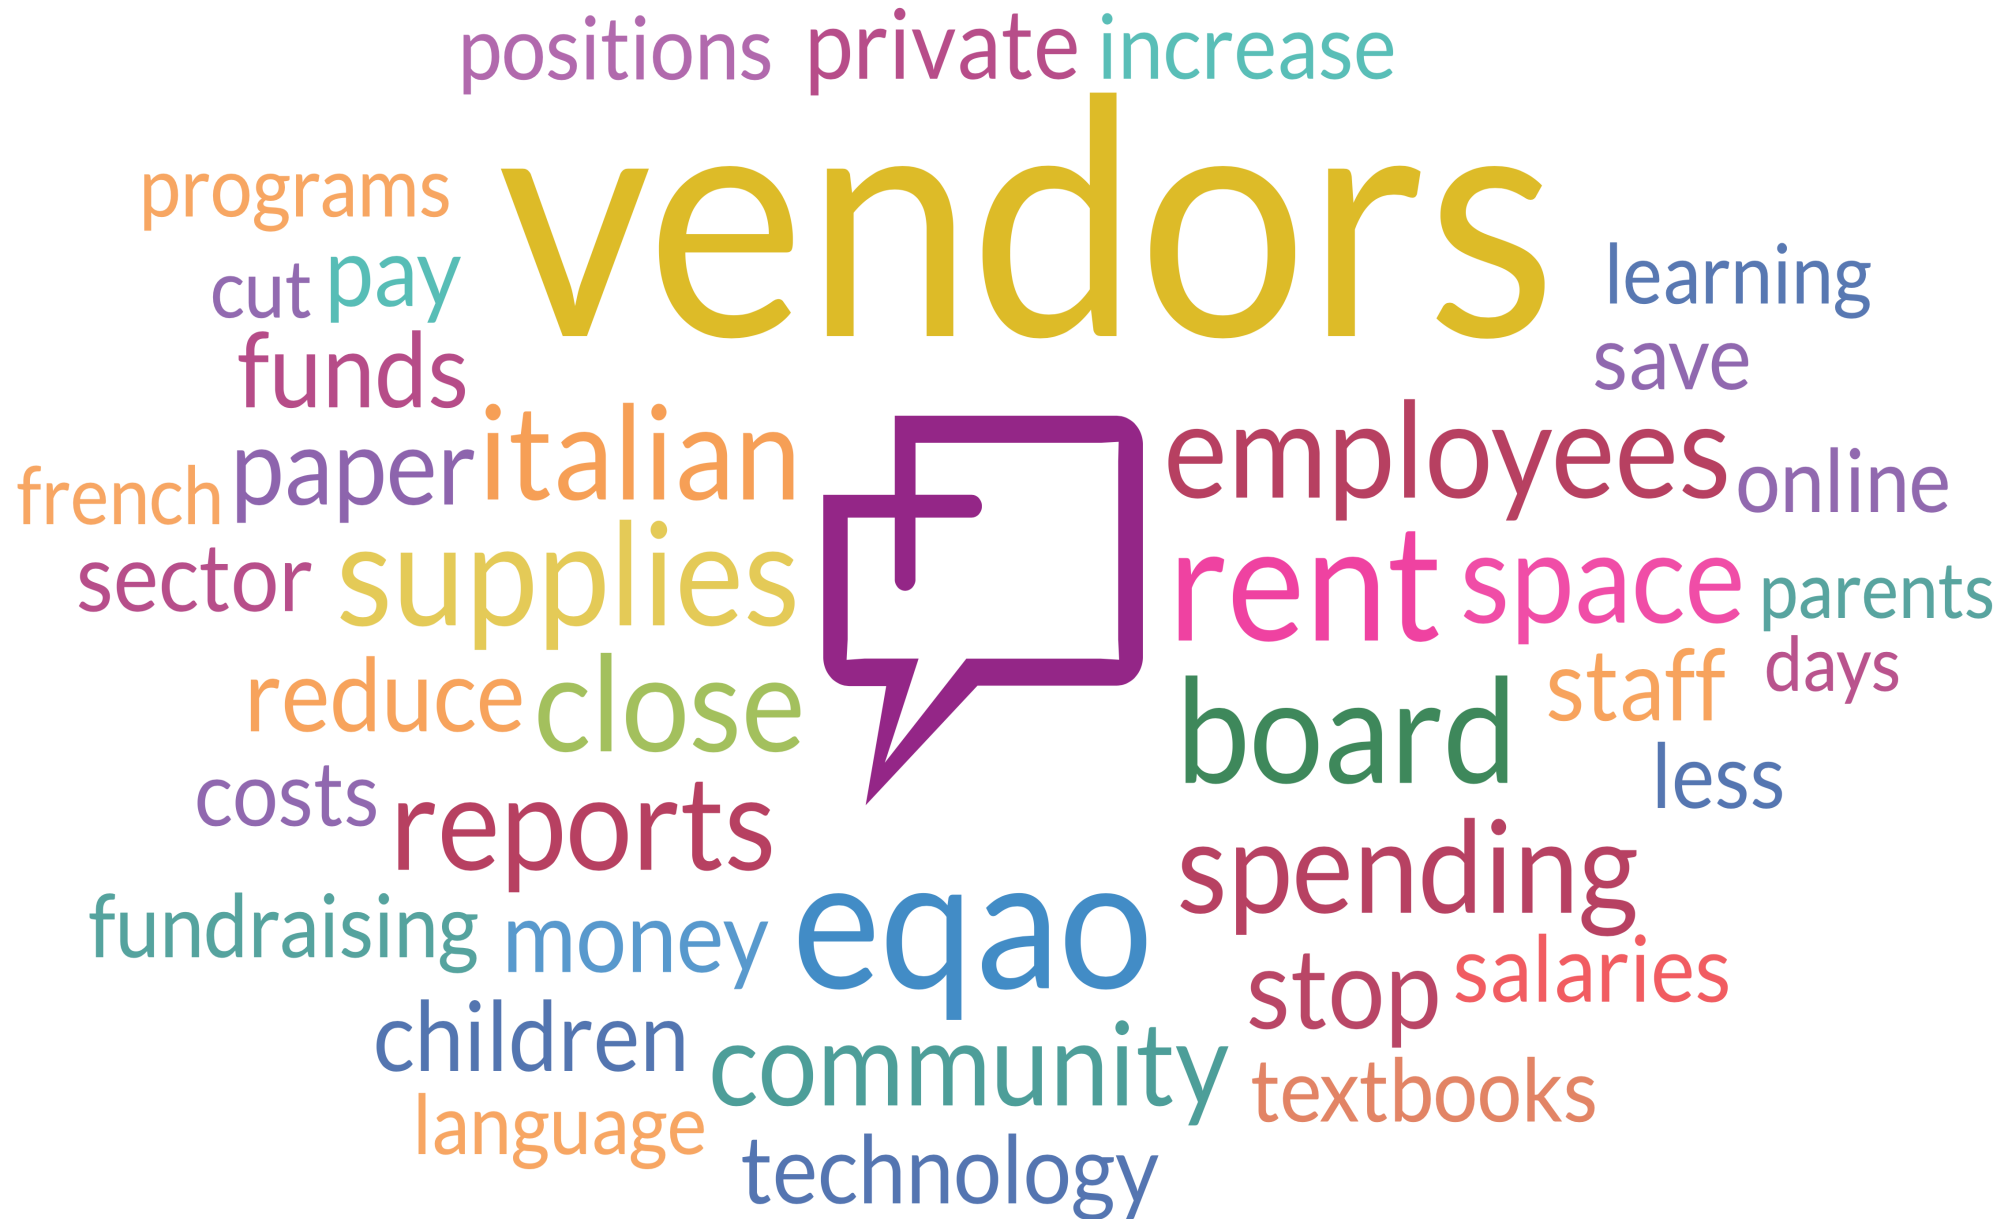 positions private increase
vendors
programs
cut pay
learning
funds
save
french paper italian
employees online
sector supplies
rent space parents
reduce close
board staff days
costs reports
less
spending
fundraising money eqao
stop salaries
children community
textbooks
language
technology